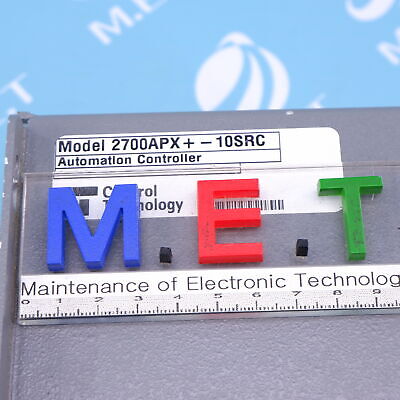 Model 2700APX+-10SRC
Automation Controller
Technology
M.E.T
Maintenance of Electronic Technolog
0 1 2 3 4 5 6 7 8 9